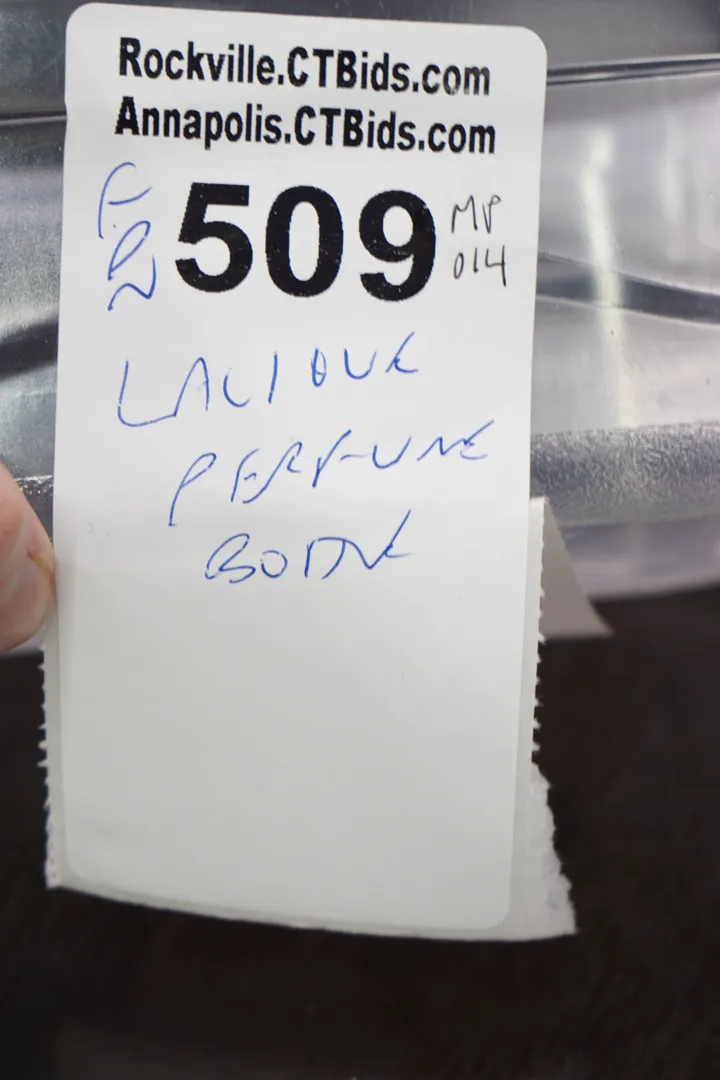 Rockville.CTBids.com
Annapolis.CTBids.com
509
MP
014
LALIQUE
PERFUME
BOTTLE